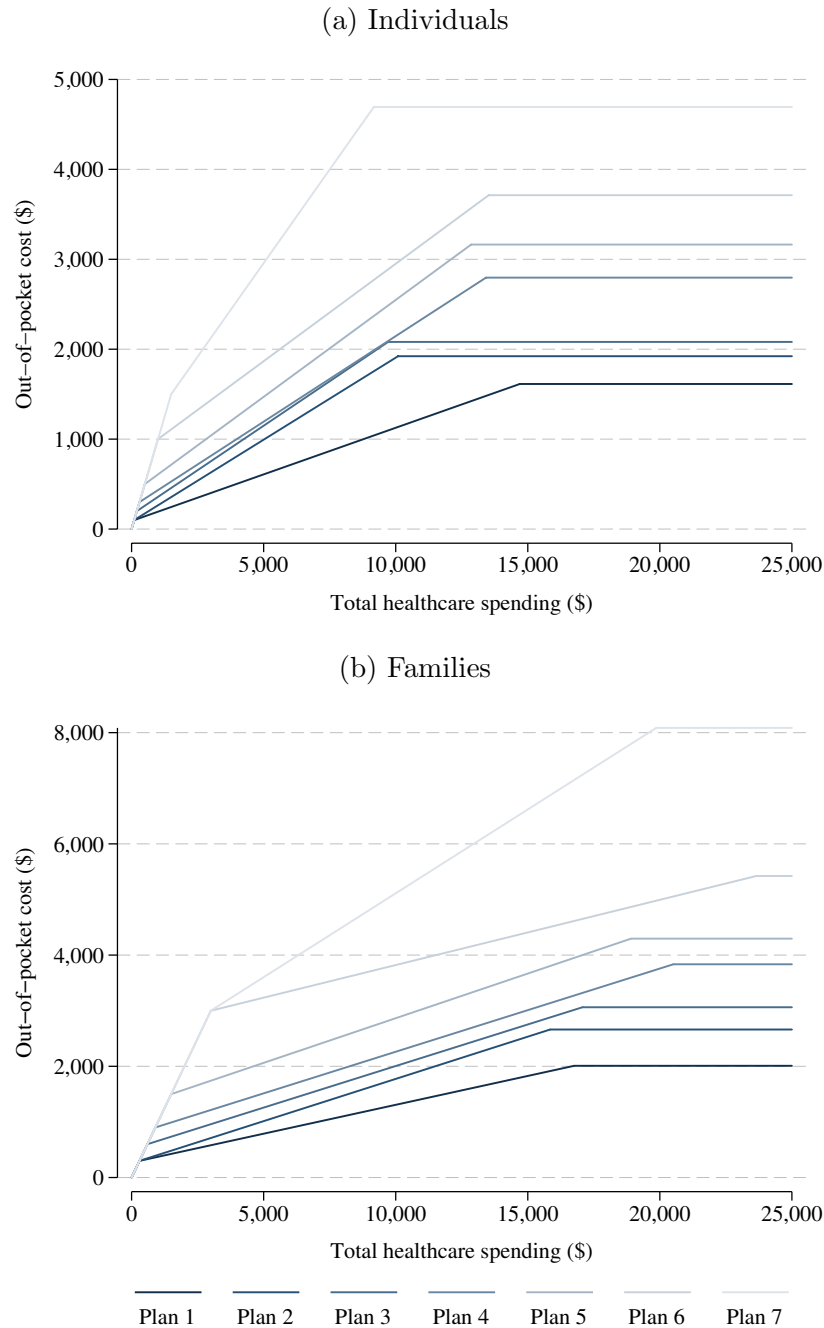 (a) Individuals
5,000
4,000
3,000
2,000
1,000
0
Out−of−pocket cost ($)
0 5,000 10,000 15,000 20,000 25,000
Total healthcare spending ($)
(b) Families
8,000
6,000
4,000
2,000
0
Out−of−pocket cost ($)
0 5,000 10,000 15,000 20,000 25,000
Total healthcare spending ($)
Plan 1 Plan 2 Plan 3 Plan 4 Plan 5 Plan 6 Plan 7